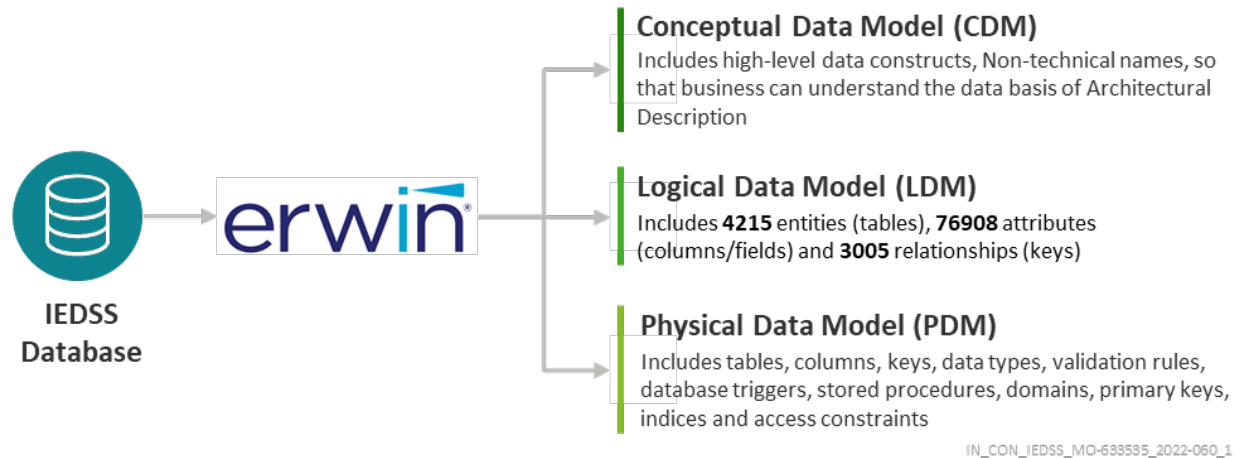 Conceptual Data Model (CDM)
Includes high-level data constructs, Non-technical names, so
that business can understand the data basis of Architectural
Description
erwin®
Logical Data Model (LDM)
Includes 4215 entities (tables), 76908 attributes
(columns/fields) and 3005 relationships (keys)
IEDSS
Database
Physical Data Model (PDM)
Includes tables, columns, keys, data types, validation rules,
database triggers, stored procedures, domains, primary keys,
indices and access constraints
IN_CON_IEDSS_MO-633535_2022-060_1